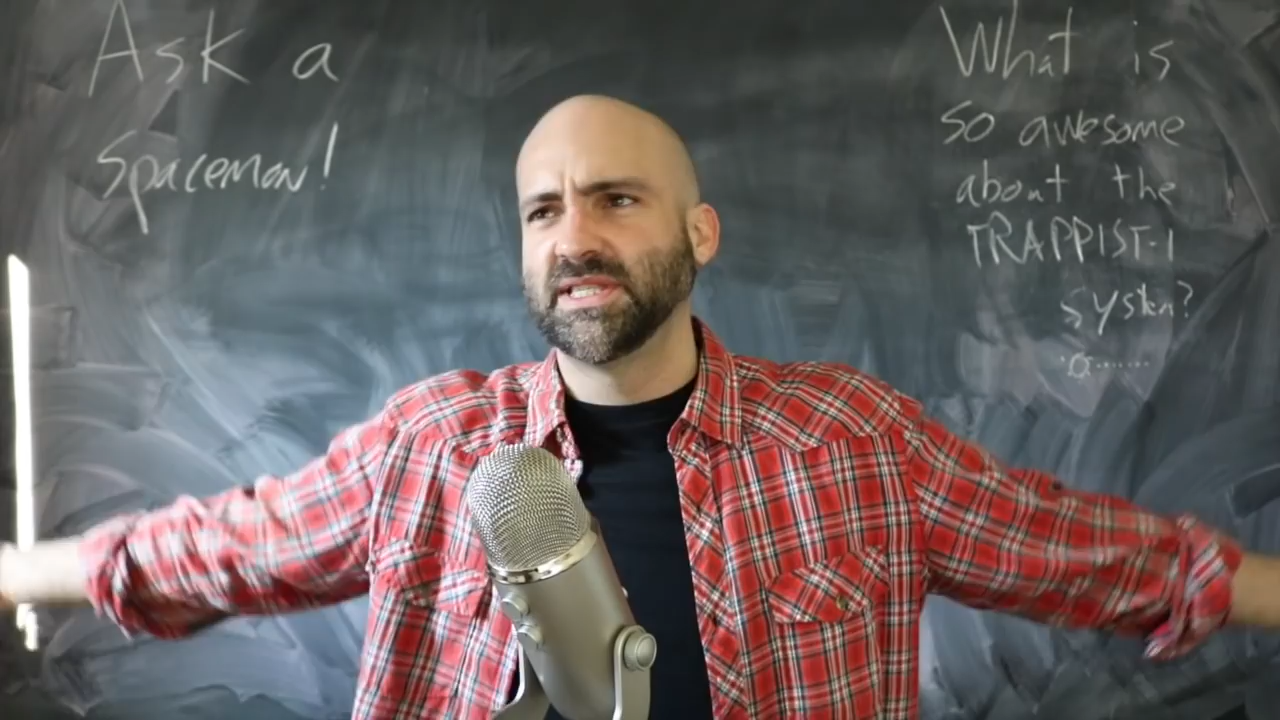 Ask a
Spaceman!
What is
so awesome
about the
TRAPPIST-1
system?